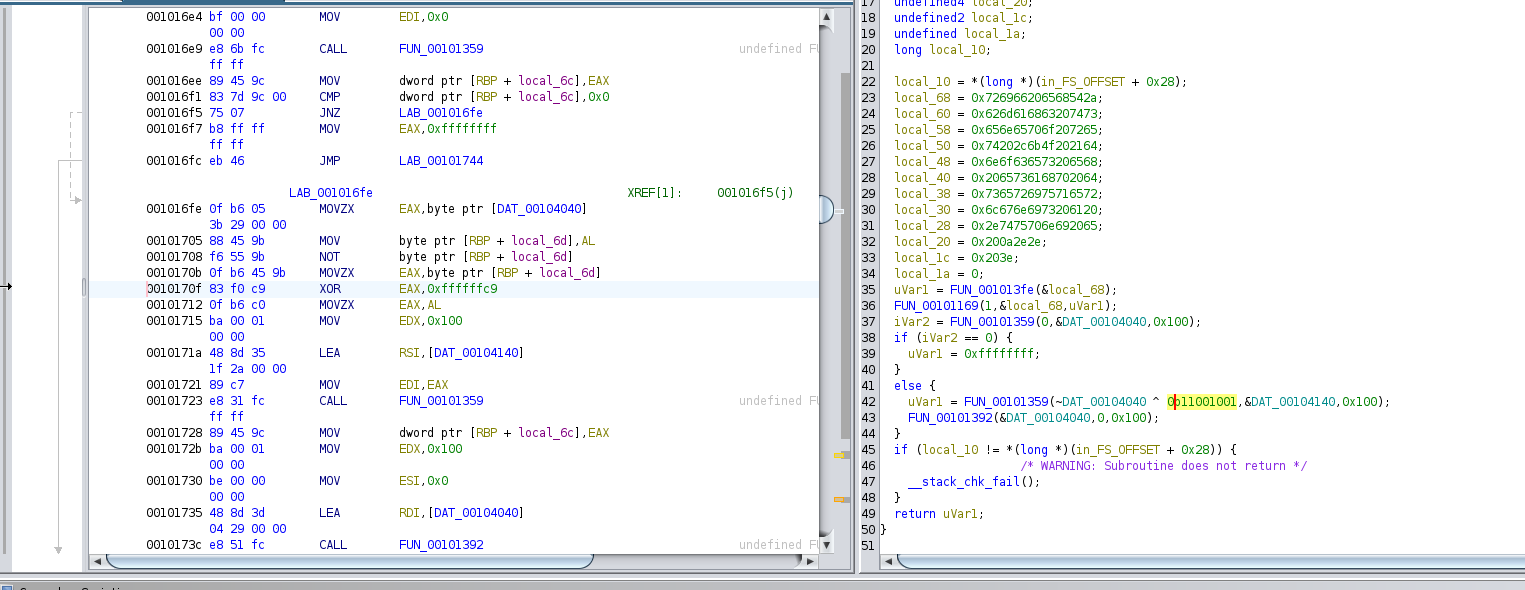 001016e4 bf 00 00 MOV EDI,0x0
00 00
001016e9 e8 6b fc CALL FUN_00101359 undefined FU
ff ff
001016ee 89 45 9c MOV dword ptr [RBP + local_6c],EAX
001016f1 83 7d 9c 00 CMP dword ptr [RBP + local_6c],0x0
001016f5 75 07 JNZ LAB_001016fe
001016f7 b8 ff ff MOV EAX,0xffffffff
ff ff
001016fc eb 46 JMP LAB_00101744
LAB_001016fe XREF[1]: 001016f5(j)
001016fe 0f b6 05 MOVZX EAX,byte ptr [DAT_00104040]
3b 29 00 00
00101705 88 45 9b MOV byte ptr [RBP + local_6d],AL
00101708 f6 55 9b NOT byte ptr [RBP + local_6d]
0010170b 0f b6 45 9b MOVZX EAX,byte ptr [RBP + local_6d]
0010170f 83 f0 c9 XOR EAX,0xffffffc9
00101712 0f b6 c0 MOVZX EAX,AL
00101715 ba 00 01 MOV EDX,0x100
00 00
0010171a 48 8d 35 LEA RSI,[DAT_00104140]
1f 2a 00 00
00101721 89 c7 MOV EDI,EAX
00101723 e8 31 fc CALL FUN_00101359 undefined FU
ff ff
00101728 89 45 9c MOV dword ptr [RBP + local_6c],EAX
0010172b ba 00 01 MOV EDX,0x100
00 00
00101730 be 00 00 MOV ESI,0x0
00 00
00101735 48 8d 3d LEA RDI,[DAT_00104040]
04 29 00 00
0010173c e8 51 fc CALL FUN_00101392 undefined FU
17 undefined4 local_20;
18 undefined2 local_1c;
19 undefined local_1a;
20 long local_10;
21
22 local_10 = *(long *)(in_FS_OFFSET + 0x28);
23 local_68 = 0x726966206568542a;
24 local_60 = 0x626d616863207473;
25 local_58 = 0x656e65706f207265;
26 local_50 = 0x74202c6b4f202164;
27 local_48 = 0x6e6f636573206568;
28 local_40 = 0x2065736168702064;
29 local_38 = 0x7365726975716572;
30 local_30 = 0x6c676e6973206120;
31 local_28 = 0x2e7475706e692065;
32 local_20 = 0x200a2e2e;
33 local_1c = 0x203e;
34 local_1a = 0;
35 uVar1 = FUN_001013fe(&local_68);
36 FUN_00101169(1,&local_68,uVar1);
37 iVar2 = FUN_00101359(0,&DAT_00104040,0x100);
38 if (iVar2 == 0) {
39 uVar1 = 0xffffffff;
40 }
41 else {
42 uVar1 = FUN_00101359(~DAT_00104040 ^ 0b11001001,&DAT_00104140,0x100);
43 FUN_00101392(&DAT_00104040,0,0x100);
44 }
45 if (local_10 != *(long *)(in_FS_OFFSET + 0x28)) {
46 /* WARNING: Subroutine does not return */
47 __stack_chk_fail();
48 }
49 return uVar1;
50 }
51